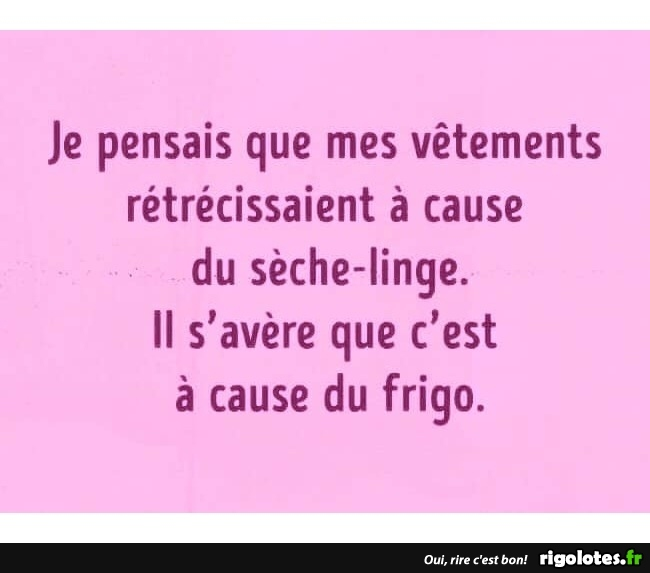 Je pensais que mes vêtements
rétrécissaient à cause
du sèche-linge.
Il s’avère que c’est
à cause du frigo.
Oui, rire c'est bon! rigolotes.fr